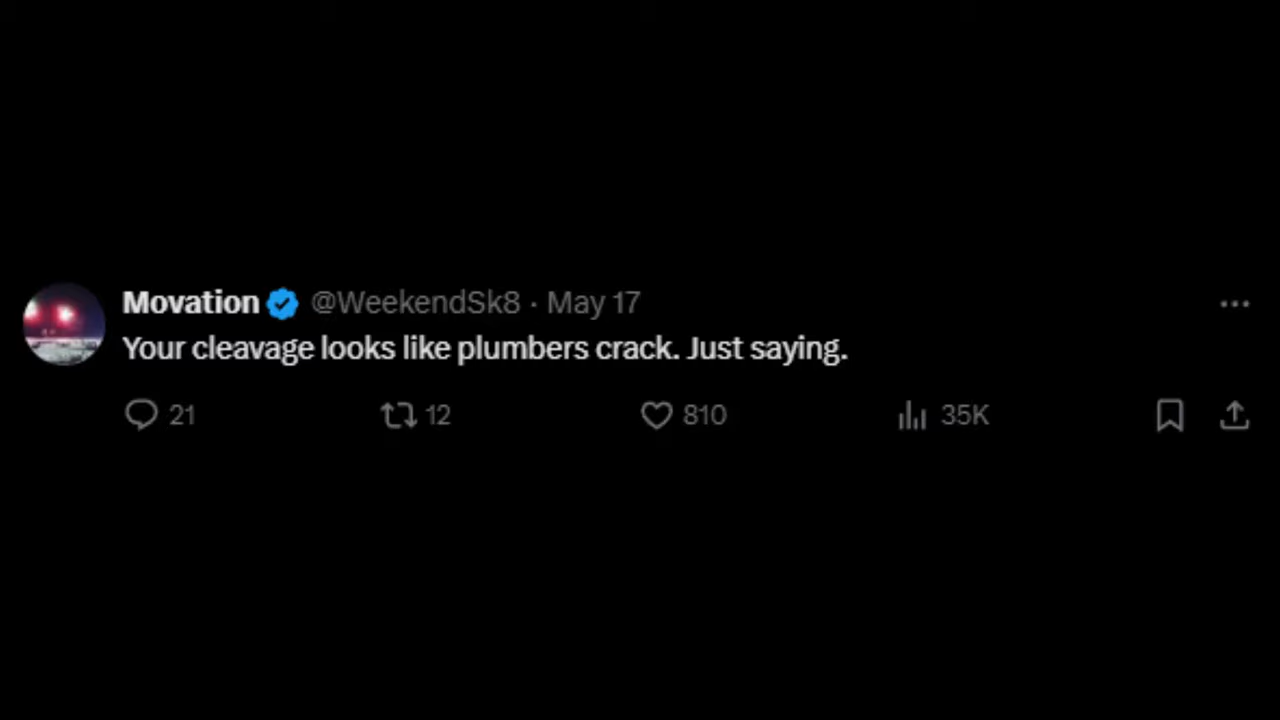 Movation @WeekendSk8 · May 17
Your cleavage looks like plumbers crack. Just saying.
21 12 810 35K